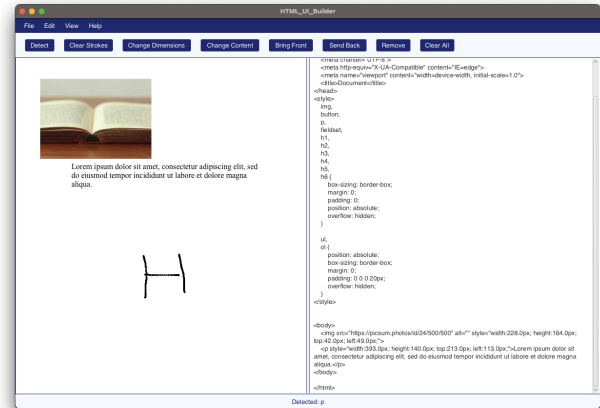 HTML_UI_Builder
File Edit View Help
Detect Clear Strokes Change Dimensions Change Content Bring Front Send Back Remove Clear All
Lorem ipsum dolor sit amet, consectetur adipiscing elit, sed
do eiusmod tempor incididunt ut labore et dolore magna
aliqua.
H
<meta charset="UTF-8">
<meta http-equiv="X-UA-Compatible" content="IE=edge">
<meta name="viewport" content="width=device-width, initial-scale=1.0">
<title>Document</title>
</head>
<style>
img,
button,
p,
fieldset,
h1,
h2,
h3,
h4,
h5,
h6 {
box-sizing: border-box;
margin: 0;
padding: 0;
position: absolute;
overflow: hidden;
}
ul,
ol {
position: absolute;
box-sizing: border-box;
margin: 0;
padding: 0 0 0 20px;
overflow: hidden;
}
</style>
<body>
<img src="https://picsum.photos/id/24/500/500" alt="" style="width:228.0px; height:164.0px;
top:42.0px; left:49.0px;">
<p style="width:393.0px; height:140.0px; top:213.0px; left:113.0px;">Lorem ipsum dolor sit
amet, consectetur adipiscing elit, sed do eiusmod tempor incididunt ut labore et dolore magna
aliqua.</p>
</body>
</html>
Detected: p